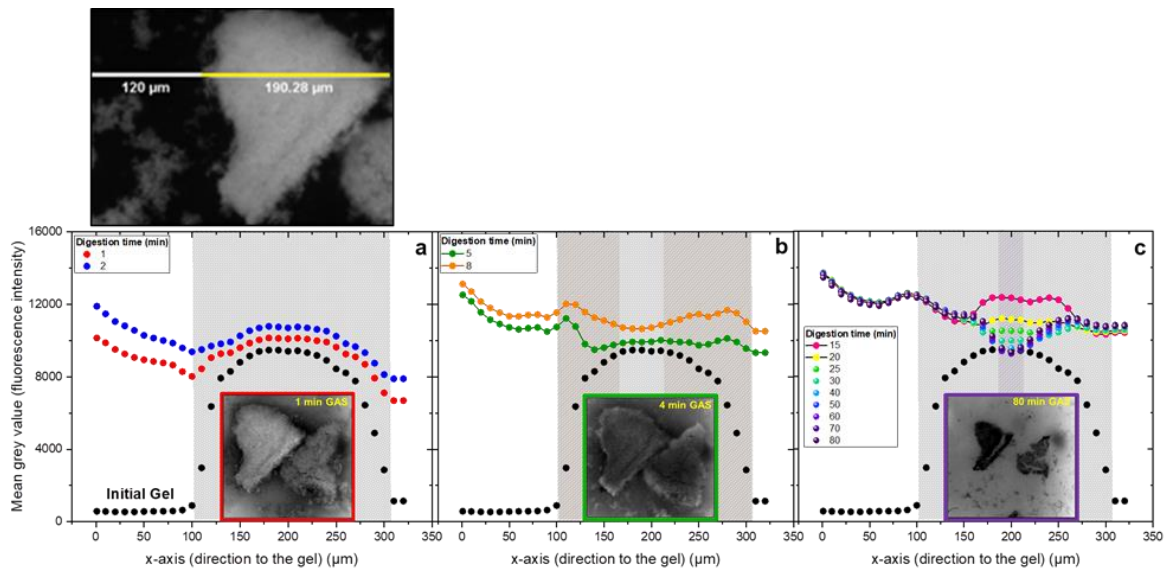 120 µm
190.28 µm
Mean grey value (fluorescence intensity)
16000
12000
8000
4000
0
a
Digestion time (min)
1
2
1 min GAS
Initial Gel
0 50 100 150 200 250 300 350
x-axis (direction to the gel) (µm)
b
Digestion time (min)
5
8
4 min GAS
0 50 100 150 200 250 300 350
x-axis (direction to the gel) (µm)
c
Digestion time (min)
15
20
25
30
40
50
60
70
80
80 min GAS
0 50 100 150 200 250 300 350
x-axis (direction to the gel) (µm)